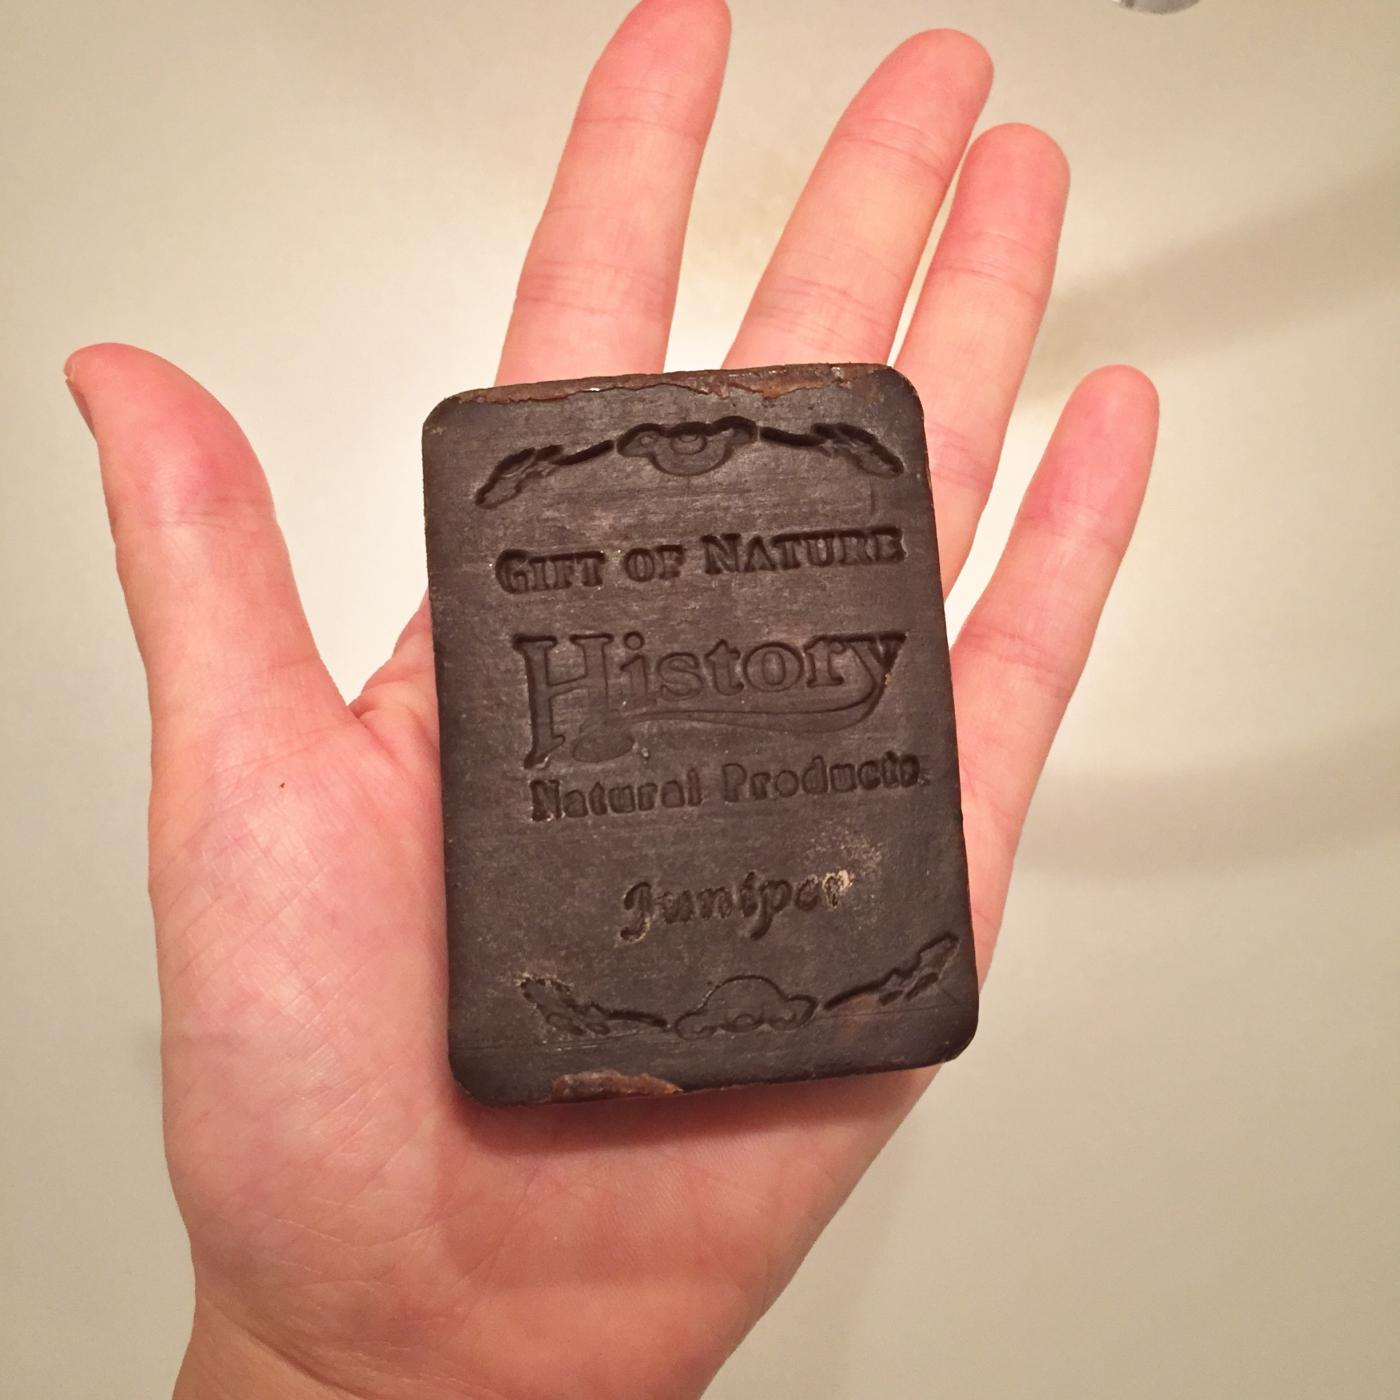 GIFT OF NATURE
History
Natural Products
Juniper